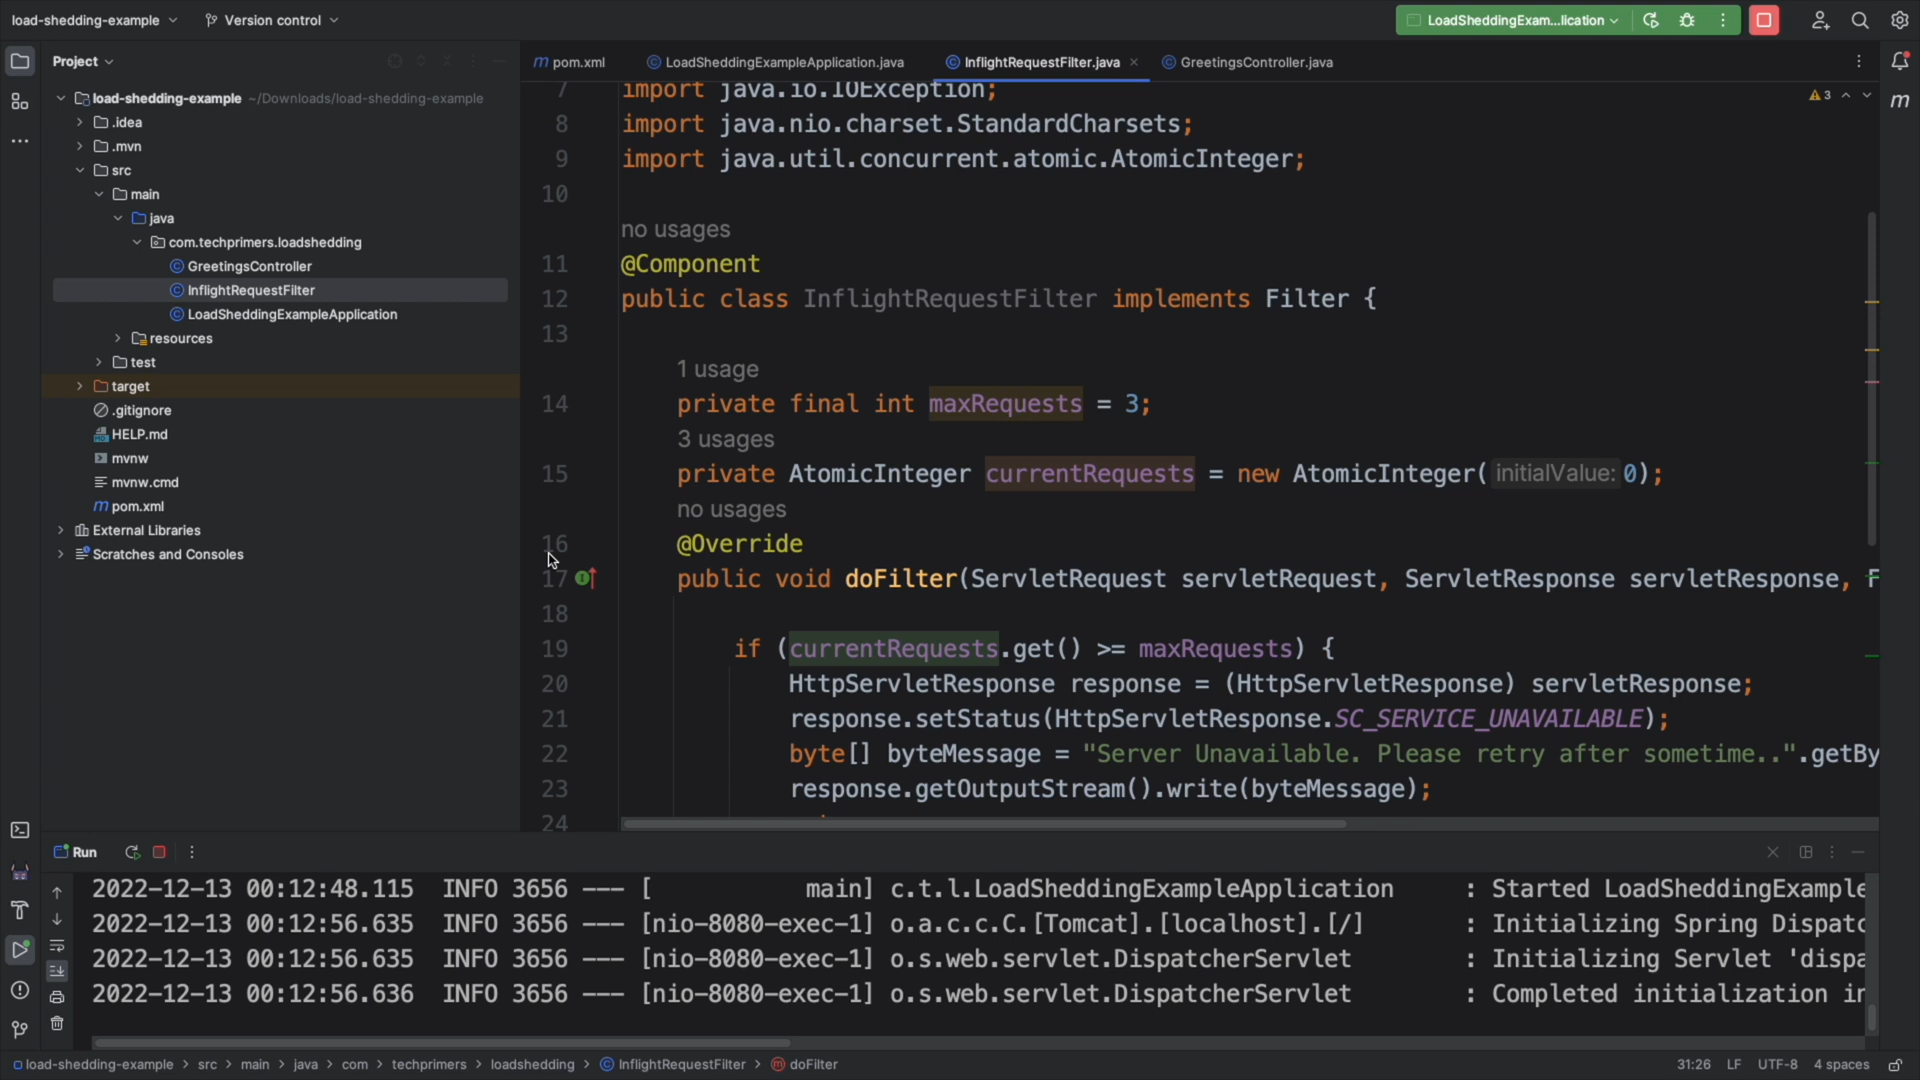 load-shedding-example
Version control
LoadSheddingExam...lication
Project
pom.xml
LoadSheddingExampleApplication.java
InflightRequestFilter.java
GreetingsController.java
load-shedding-example ~/Downloads/load-shedding-example
.idea
.mvn
src
main
java
com.techprimers.loadshedding
GreetingsController
InflightRequestFilter
LoadSheddingExampleApplication
resources
test
target
.gitignore
HELP.md
mvnw
mvnw.cmd
pom.xml
External Libraries
Scratches and Consoles
3
7 import java.io.IOException;
8 import java.nio.charset.StandardCharsets;
9 import java.util.concurrent.atomic.AtomicInteger;
10
no usages
11 @Component
12 public class InflightRequestFilter implements Filter {
13
1 usage
14 private final int maxRequests = 3;
3 usages
15 private AtomicInteger currentRequests = new AtomicInteger( initialValue: 0);
no usages
16 @Override
17 public void doFilter(ServletRequest servletRequest, ServletResponse servletResponse, F
18
19 if (currentRequests.get() >= maxRequests) {
20 HttpServletResponse response = (HttpServletResponse) servletResponse;
21 response.setStatus(HttpServletResponse.SC_SERVICE_UNAVAILABLE);
22 byte[] byteMessage = "Server Unavailable. Please retry after sometime..".getBy
23 response.getOutputStream().write(byteMessage);
24
Run
2022-12-13 00:12:48.115 INFO 3656 --- [ main] c.t.l.LoadSheddingExampleApplication : Started LoadSheddingExample
2022-12-13 00:12:56.635 INFO 3656 --- [nio-8080-exec-1] o.a.c.c.C.[Tomcat].[localhost].[/] : Initializing Spring Dispatc
2022-12-13 00:12:56.635 INFO 3656 --- [nio-8080-exec-1] o.s.web.servlet.DispatcherServlet : Initializing Servlet 'dispa
2022-12-13 00:12:56.636 INFO 3656 --- [nio-8080-exec-1] o.s.web.servlet.DispatcherServlet : Completed initialization in
load-shedding-example > src > main > java > com > techprimers > loadshedding > InflightRequestFilter > doFilter
31:26 LF UTF-8 4 spaces